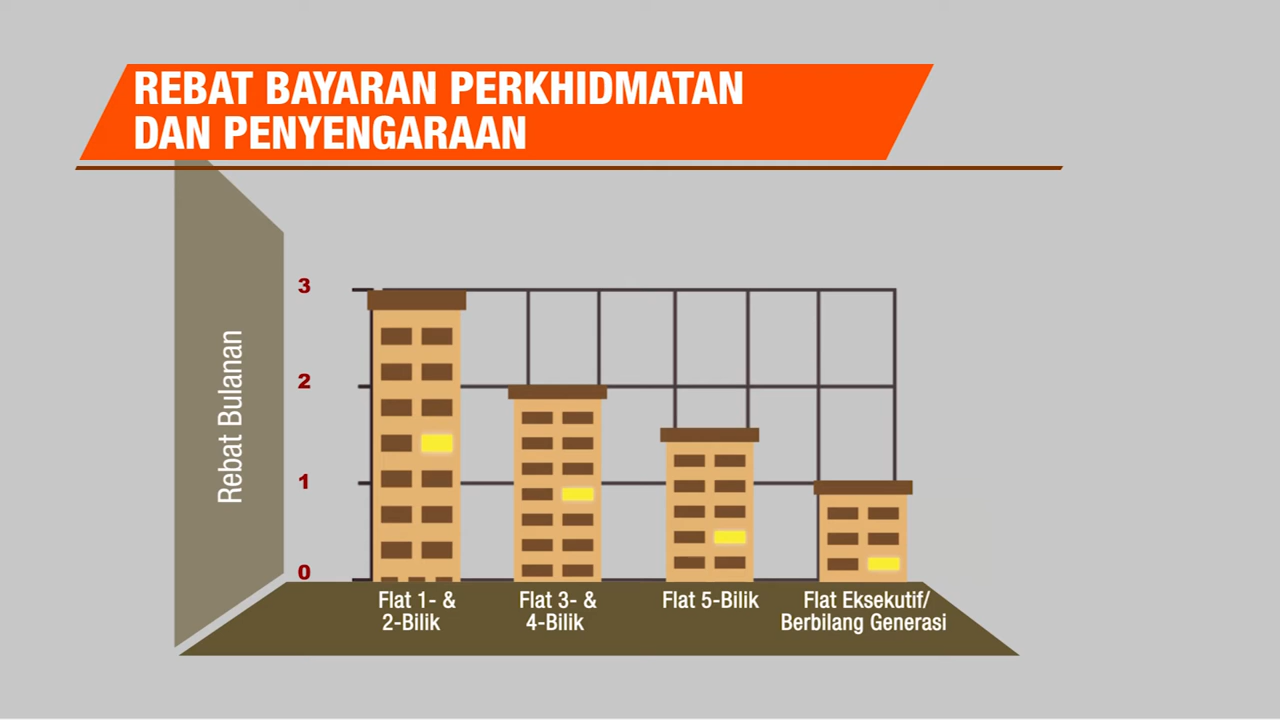 REBAT BAYARAN PERKHIDMATAN
DAN PENYENGARAAN
Rebat Bulanan
3
2
1
0
Flat 1- &
2-Bilik
Flat 3- &
4-Bilik
Flat 5-Bilik
Flat Eksekutif/
Berbilang Generasi